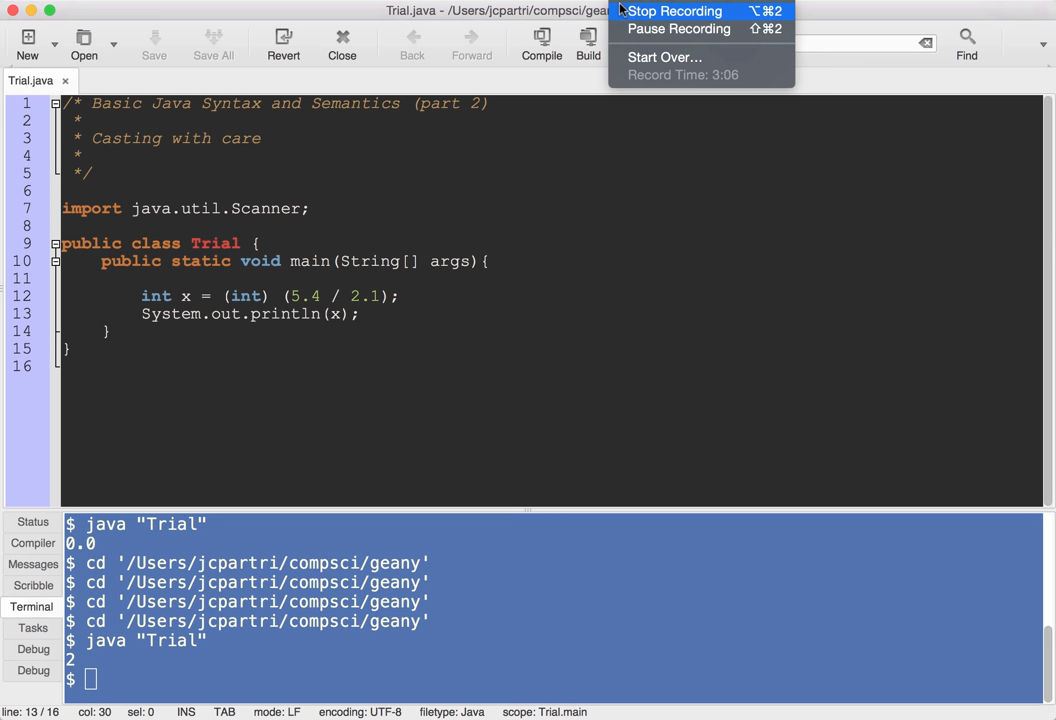 Trial.java - /Users/jcpartri/compsci/geany
Stop Recording ⌥⌘2
Pause Recording ⇧⌘2
Start Over...
Record Time: 3:06
New Open Save Save All Revert Close Back Forward Compile Build Find
Trial.java ×
1 /* Basic Java Syntax and Semantics (part 2)
2 *
3 * Casting with care
4 *
5 */
6
7 import java.util.Scanner;
8
9 public class Trial {
10 public static void main(String[] args){
11
12 int x = (int) (5.4 / 2.1);
13 System.out.println(x);
14 }
15 }
16
Status
Compiler
Messages
Scribble
Terminal
Tasks
Debug
Debug
$ java "Trial"
0.0
$ cd '/Users/jcpartri/compsci/geany'
$ cd '/Users/jcpartri/compsci/geany'
$ cd '/Users/jcpartri/compsci/geany'
$ cd '/Users/jcpartri/compsci/geany'
$ java "Trial"
2
$
line: 13 / 16 col: 30 sel: 0 INS TAB mode: LF encoding: UTF-8 filetype: Java scope: Trial.main